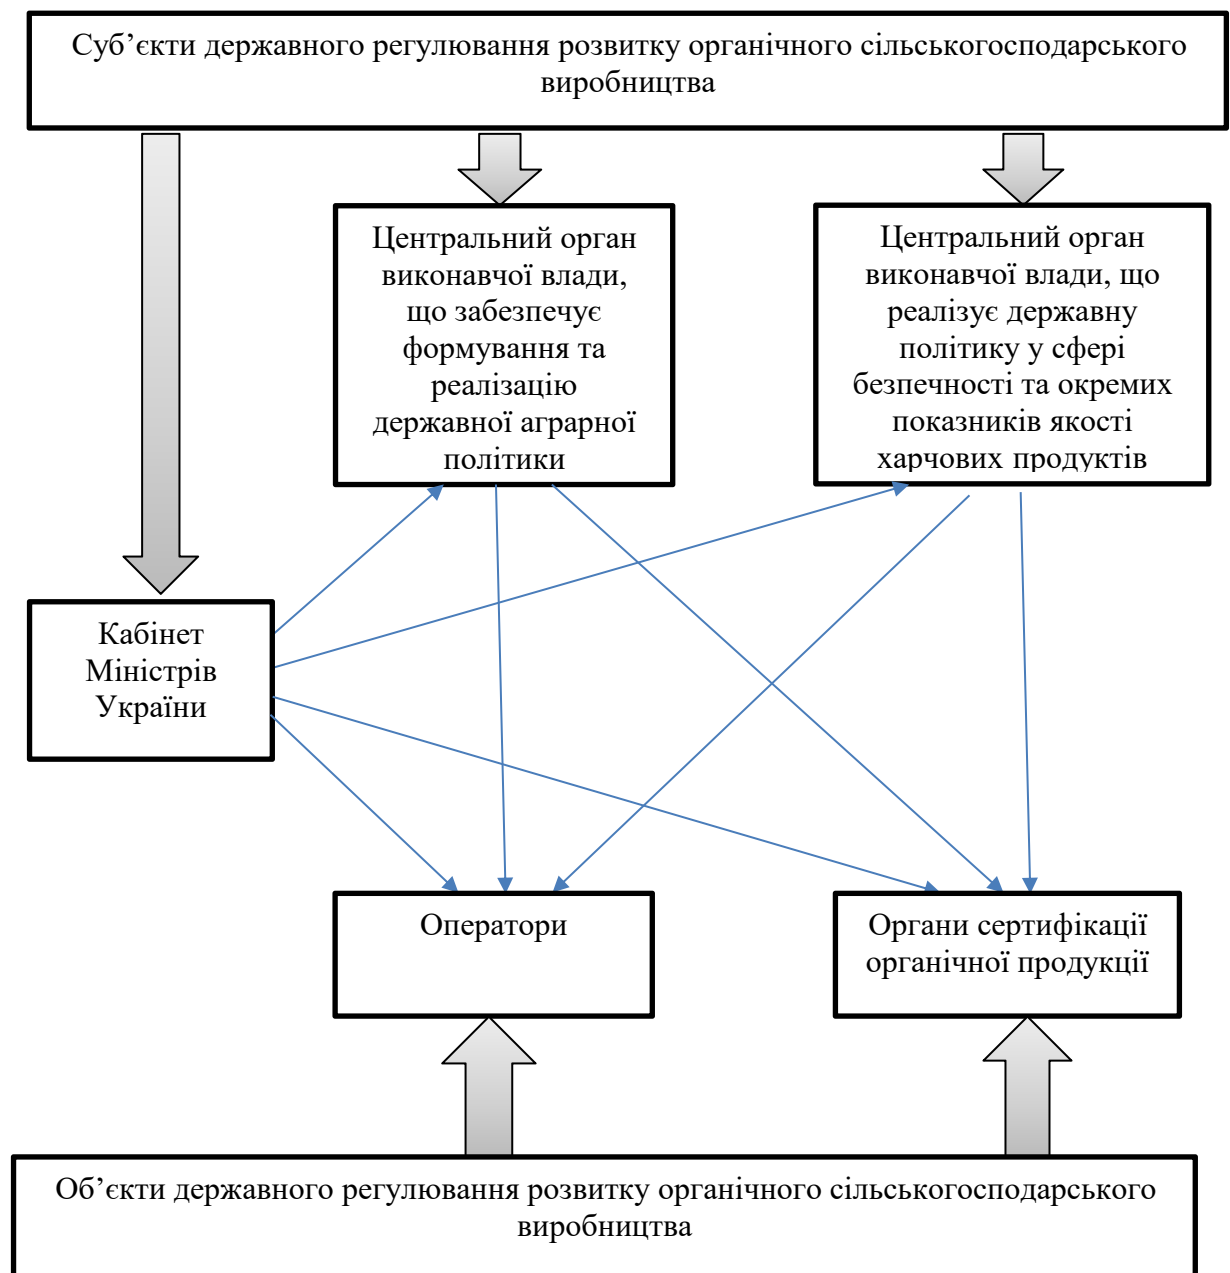 Суб’єкти державного регулювання розвитку органічного сільськогосподарського
виробництва
Центральний орган
виконавчої влади,
що забезпечує
формування та
реалізацію
державної аграрної
політики
Центральний орган
виконавчої влади, що
реалізує державну
політику у сфері
безпечності та окремих
показників якості
харчових продуктів
Кабінет
Міністрів
України
Оператори
Органи сертифікації
органічної продукції
Об’єкти державного регулювання розвитку органічного сільськогосподарського
виробництва